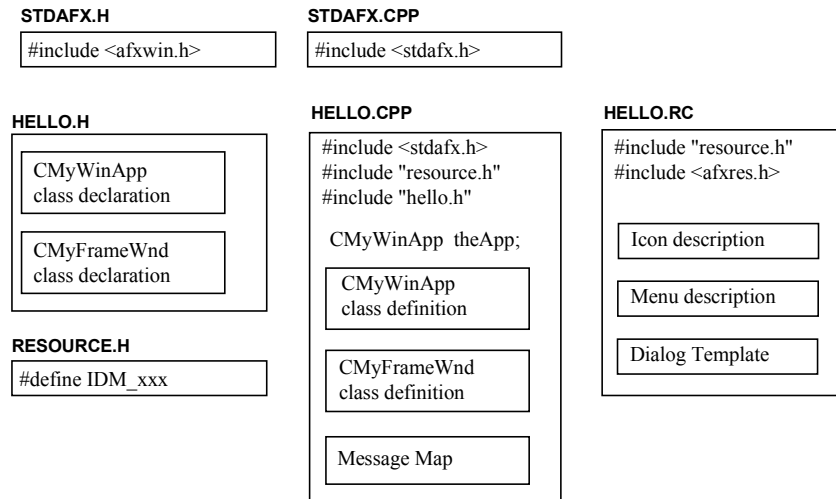 STDAFX.H
#include <afxwin.h>
STDAFX.CPP
#include <stdafx.h>
HELLO.H
CMyWinApp
class declaration
CMyFrameWnd
class declaration
RESOURCE.H
#define IDM_xxx
HELLO.CPP
#include <stdafx.h>
#include "resource.h"
#include "hello.h"
CMyWinApp theApp;
CMyWinApp
class definition
CMyFrameWnd
class definition
Message Map
HELLO.RC
#include "resource.h"
#include <afxres.h>
Icon description
Menu description
Dialog Template